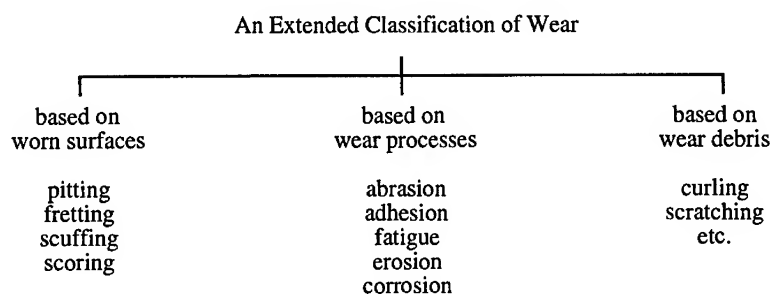 An Extended Classification of Wear
based on
worn surfaces
pitting
fretting
scuffing
scoring
based on
wear processes
abrasion
adhesion
fatigue
erosion
corrosion
based on
wear debris
curling
scratching
etc.